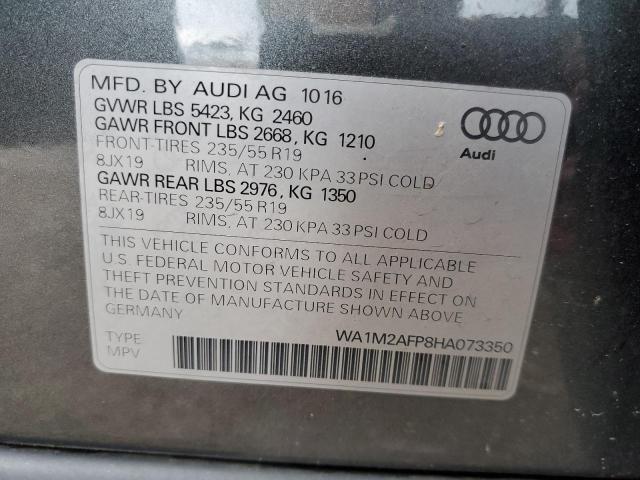 MFD. BY AUDI AG 1016
GVWR LBS 5423, KG 2460
GAWR FRONT LBS 2668, KG 1210
FRONT-TIRES 235/55 R19
8JX19 RIMS, AT 230 KPA 33 PSI COLD
GAWR REAR LBS 2976, KG 1350
REAR-TIRES 235/55 R19
8JX19 RIMS, AT 230 KPA 33 PSI COLD
Audi
THIS VEHICLE CONFORMS TO ALL APPLICABLE
U.S. FEDERAL MOTOR VEHICLE SAFETY AND
THEFT PREVENTION STANDARDS IN EFFECT ON
THE DATE OF MANUFACTURE SHOWN ABOVE
GERMANY
TYPE WA1M2AFP8HA073350
MPV